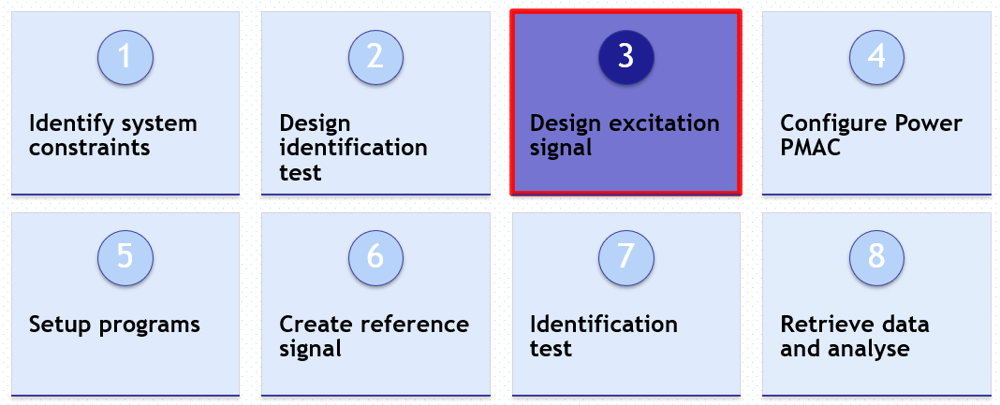 1
Identify system
constraints
2
Design
identification
test
3
Design excitation
signal
4
Configure Power
PMAC
5
Setup programs
6
Create reference
signal
7
Identification
test
8
Retrieve data
and analyse